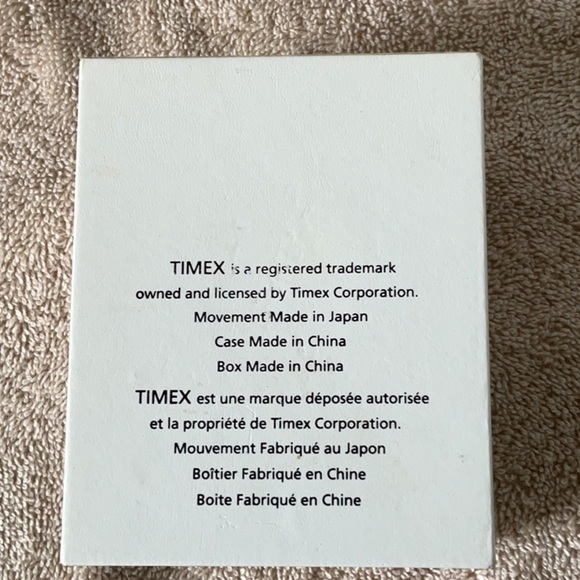 TIMEX is a registered trademark
owned and licensed by Timex Corporation.
Movement Made in Japan
Case Made in China
Box Made in China
TIMEX est une marque déposée autorisée
et la propriété de Timex Corporation.
Mouvement Fabriqué au Japon
Boîtier Fabriqué en Chine
Boite Fabriqué en Chine